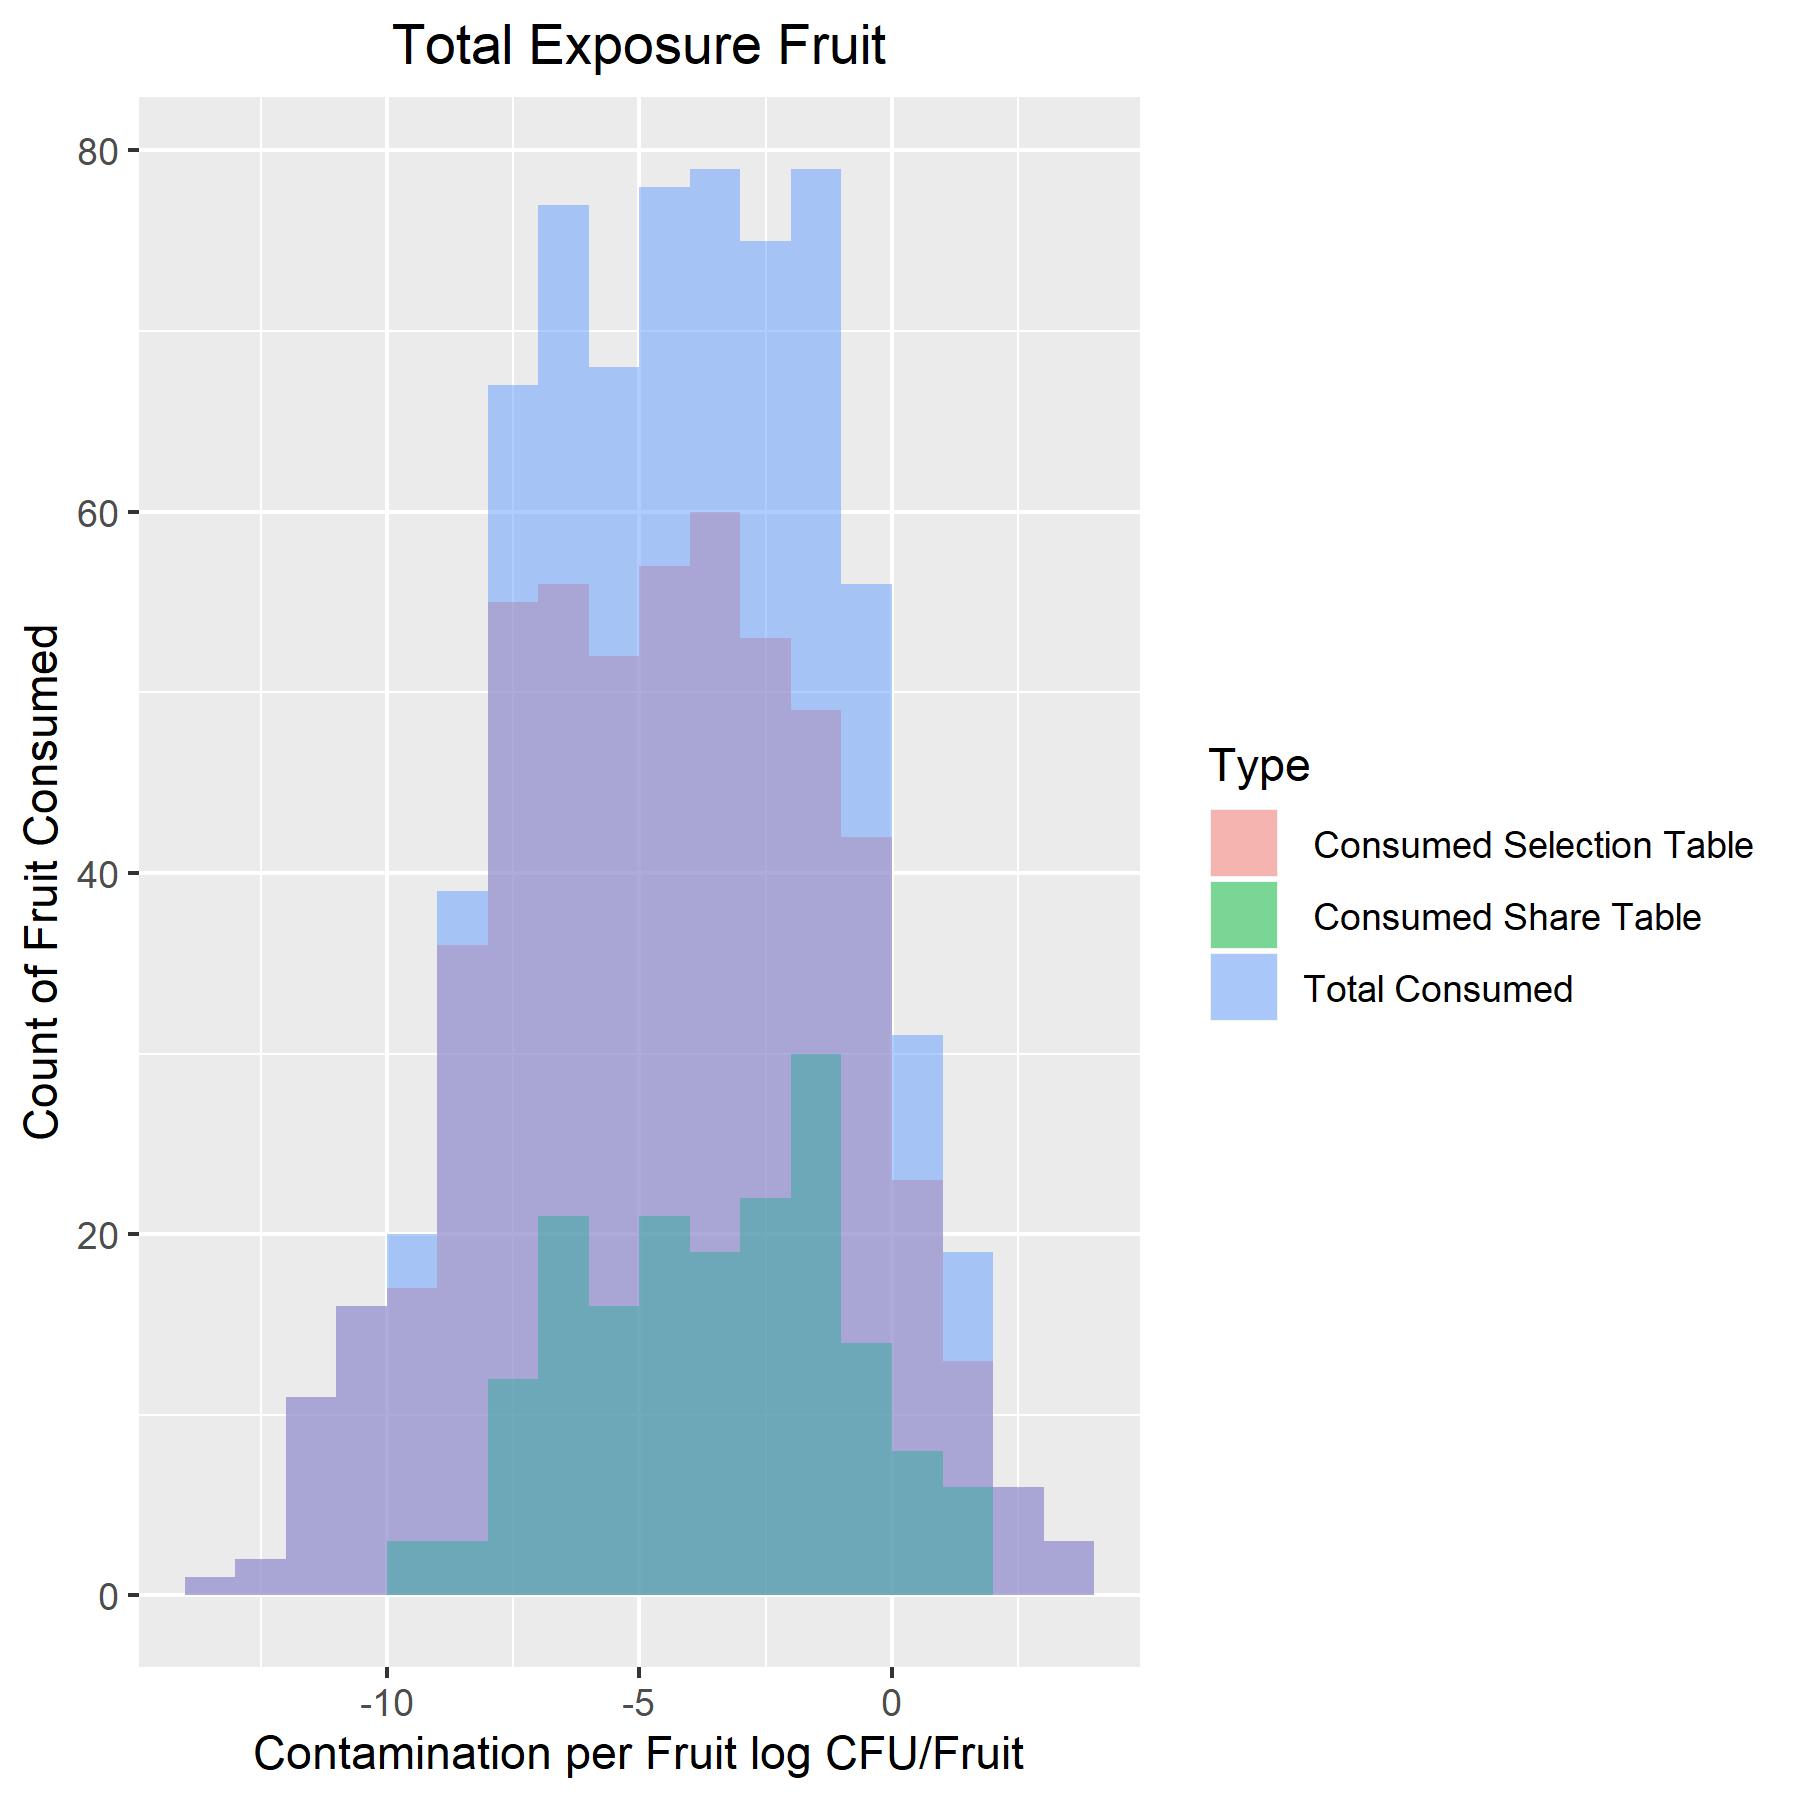 Total Exposure Fruit
80
60
40
20
0
Count of Fruit Consumed
-10 -5 0
Contamination per Fruit log CFU/Fruit
Type
Consumed Selection Table
Consumed Share Table
Total Consumed